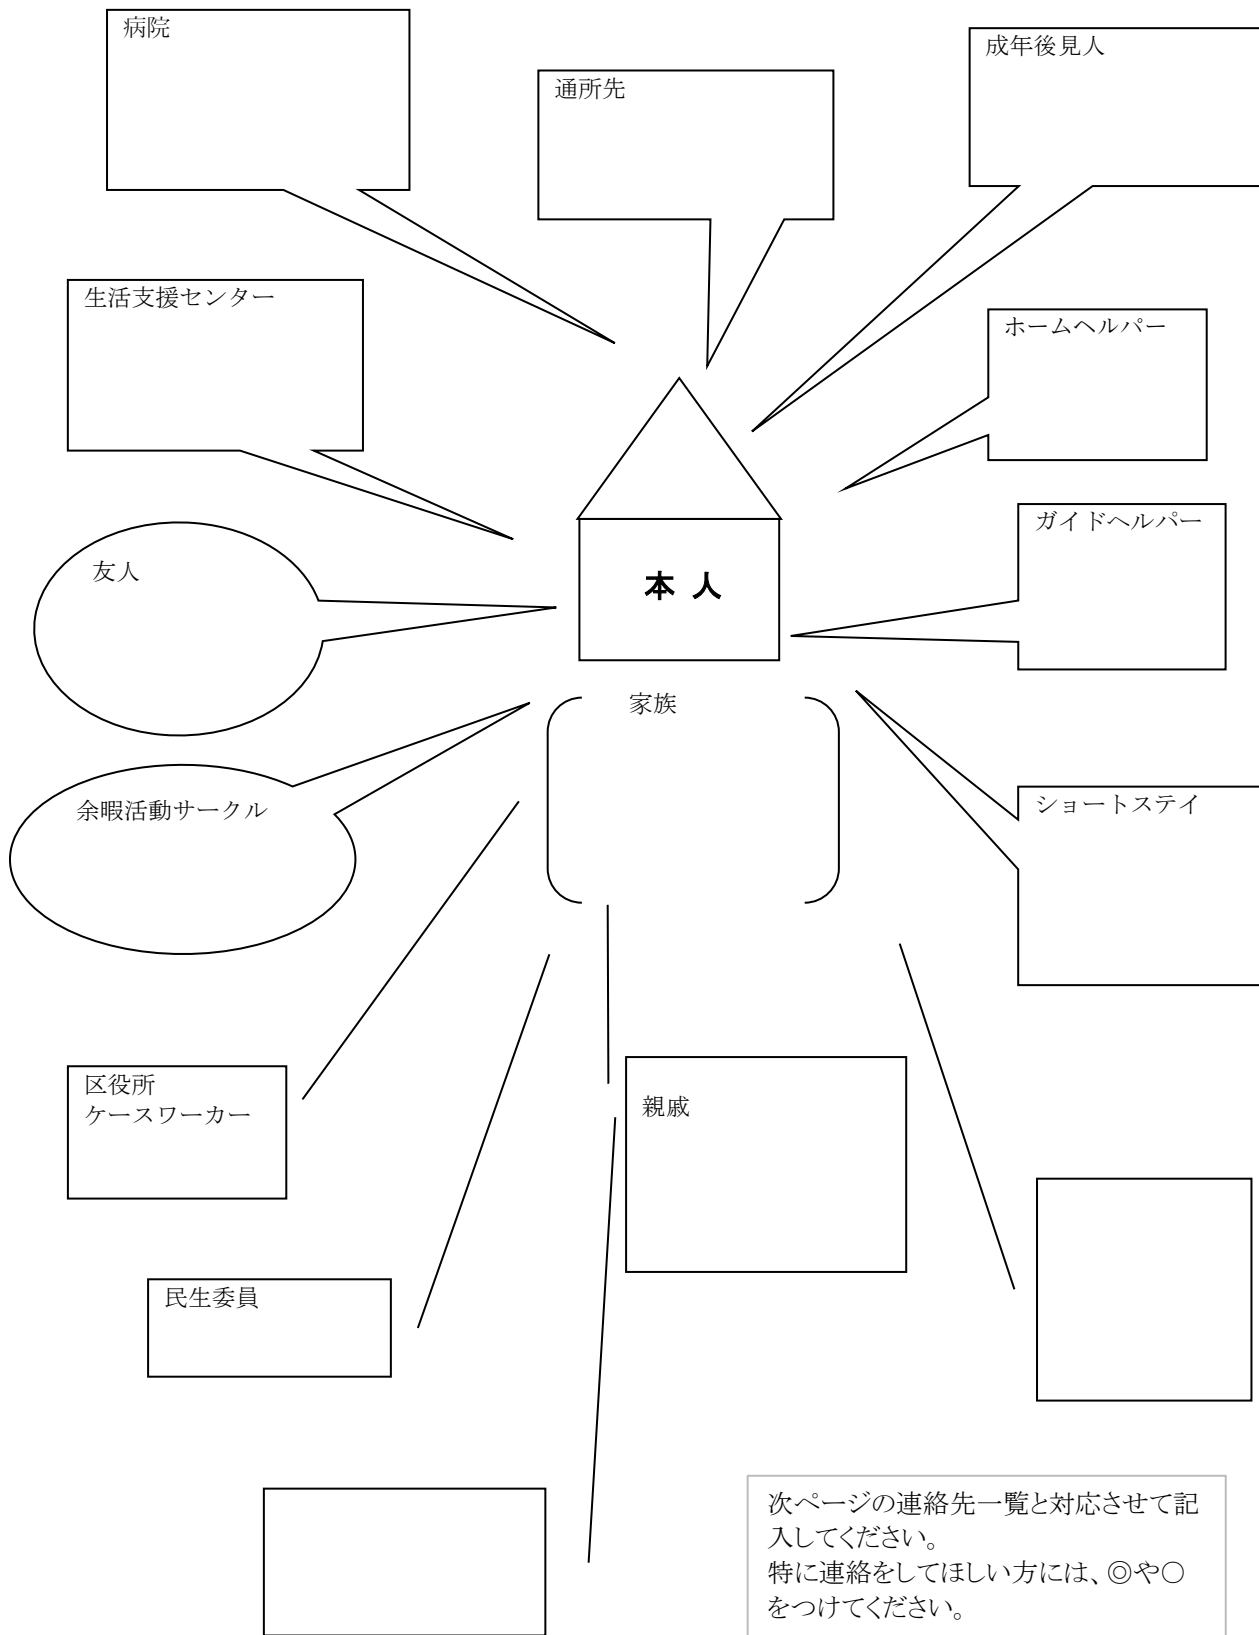 病院
通所先
成年後見人
生活支援センター
ホームヘルパー
ガイドヘルパー
友人
本 人
家族
余暇活動サークル
ショートステイ
区役所
ケースワーカー
親戚
民生委員
次ページの連絡先一覧と対応させて記
入してください。
特に連絡をしてほしい方には、◎や○
をつけてください。